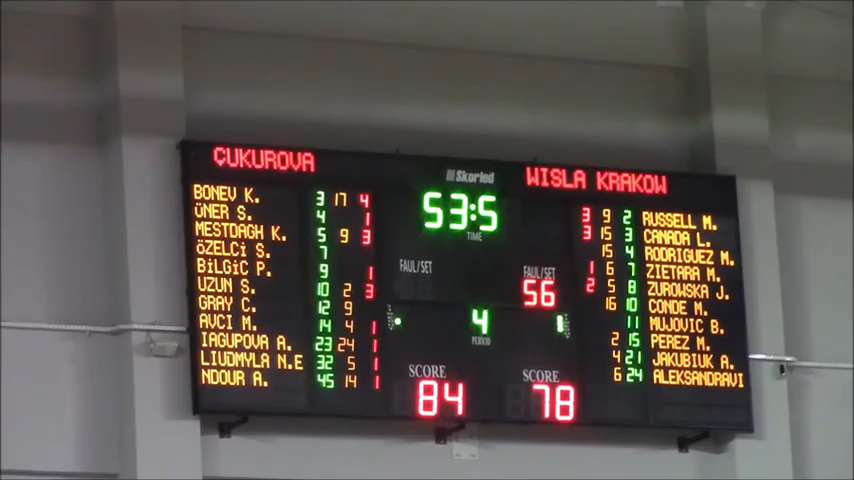 ÇUKUROVA
Skorled
WISLA KRAKOW
53:5
TIME
BONEV K. 3 17 4
ÜNER S. 4 1
MESTDAGH K. 5 9 3
ÖZELCİ S. 7
BİLGİC P. 9 1
UZUN S. 10 2 3
GRAY C. 12 9
AVCI M. 14 4 1
IAGUPOVA A. 23 24 1
LIUDMYLA N.E 32 5 1
NDOUR A. 45 14 1
FAUL/SET
FAUL/SET
56
4
PERIOD
SCORE
84
SCORE
78
3 9 2 RUSSELL M.
3 15 3 CANADA L.
15 4 RODRIGUEZ M.
1 6 7 ZIETARA M.
2 5 8 ZUROWSKA J.
16 10 CONDE M.
11 MUJOVIC B.
2 15 PEREZ M.
4 21 JAKUBIUK A.
6 24 ALEKSANDRAVI